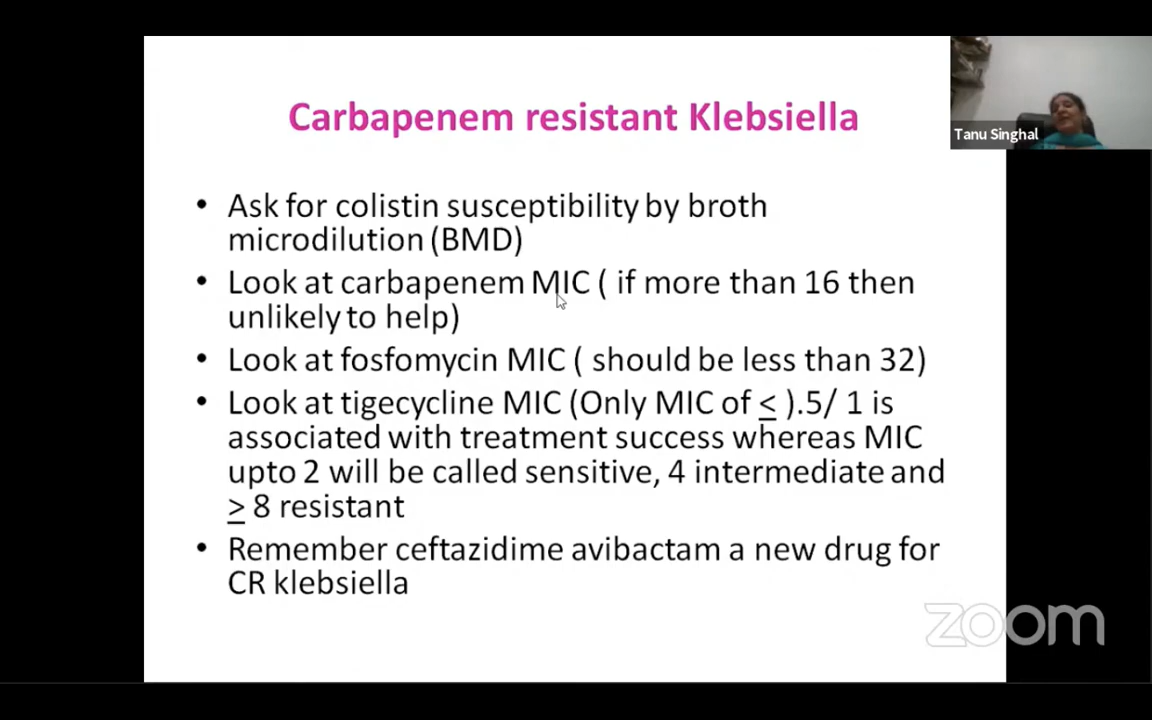 Carbapenem resistant Klebsiella
Tanu Singhal
• Ask for colistin susceptibility by broth
microdilution (BMD)
• Look at carbapenem MIC ( if more than 16 then
unlikely to help)
• Look at fosfomycin MIC ( should be less than 32)
• Look at tigecycline MIC (Only MIC of < ).5/ 1 is
associated with treatment success whereas MIC
upto 2 will be called sensitive, 4 intermediate and
> 8 resistant
• Remember ceftazidime avibactam a new drug for
CR klebsiella
zoom